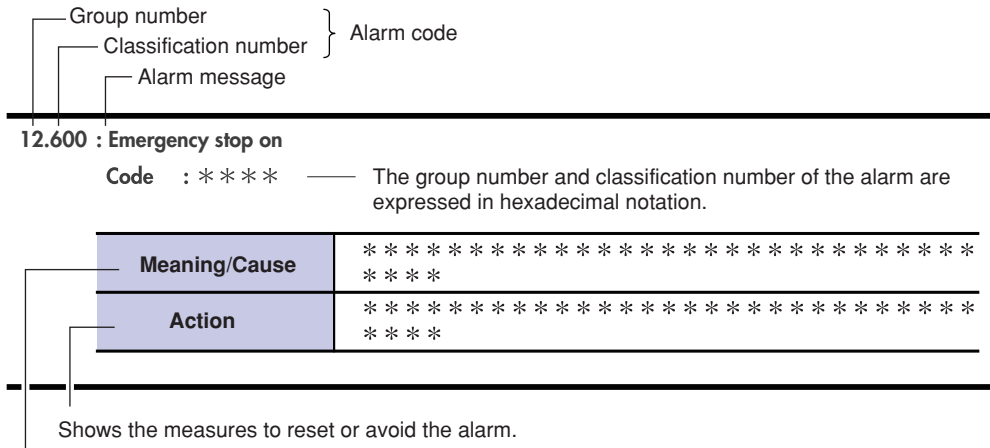 Group number
Classification number
Alarm code
Alarm message
12.600 : Emergency stop on
Code : ＊＊＊＊ The group number and classification number of the alarm are
expressed in hexadecimal notation.
Meaning/Cause ＊＊＊＊＊＊＊＊＊＊＊＊＊＊＊＊＊＊＊＊＊＊＊＊＊＊＊＊＊
＊＊＊＊
Action ＊＊＊＊＊＊＊＊＊＊＊＊＊＊＊＊＊＊＊＊＊＊＊＊＊＊＊＊＊
＊＊＊＊
Shows the measures to reset or avoid the alarm.